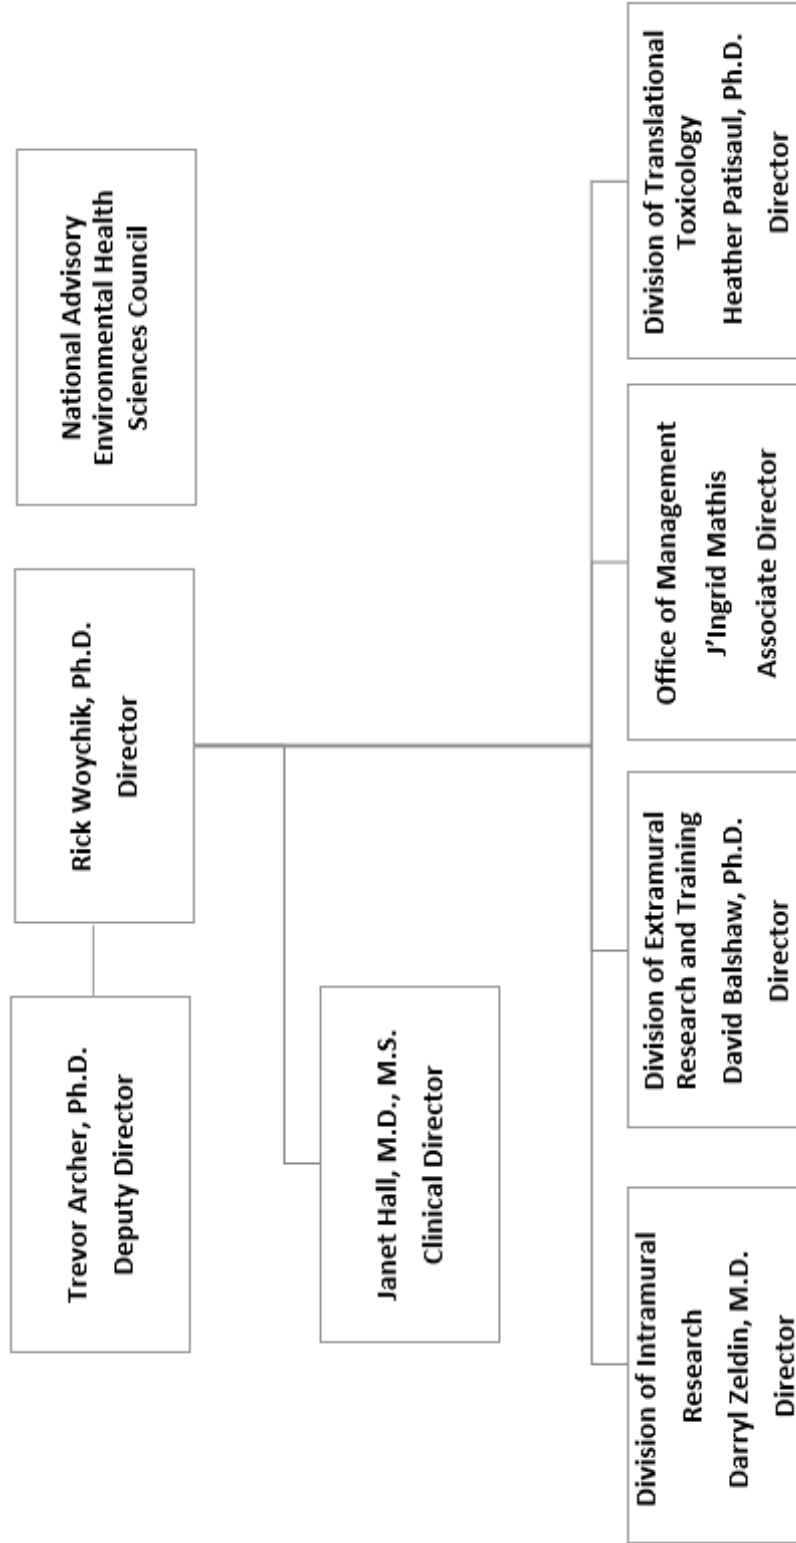 Trevor Archer, Ph.D.
Deputy Director
Rick Woychik, Ph.D.
Director
National Advisory
Environmental Health
Sciences Council
Janet Hall, M.D., M.S.
Clinical Director
Division of Intramural
Research
Darryl Zeldin, M.D.
Director
Division of Extramural
Research and Training
David Balshaw, Ph.D.
Director
Office of Management
J’Ingrid Mathis
Associate Director
Division of Translational
Toxicology
Heather Patisaul, Ph.D.
Director